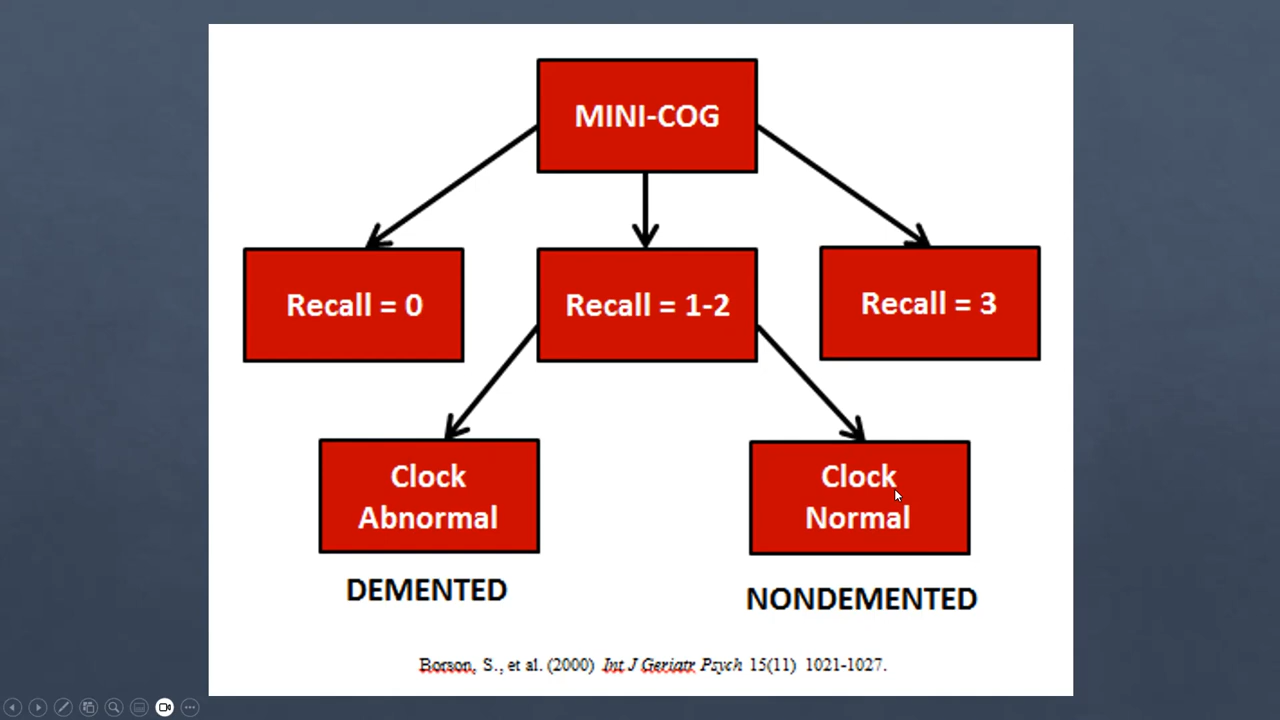 MINI-COG
Recall = 0
Recall = 1-2
Recall = 3
Clock
Abnormal
Clock
Normal
DEMENTED
NONDEMENTED
Borson, S., et al. (2000) Int J Geriatr Psych 15(11) 1021-1027.